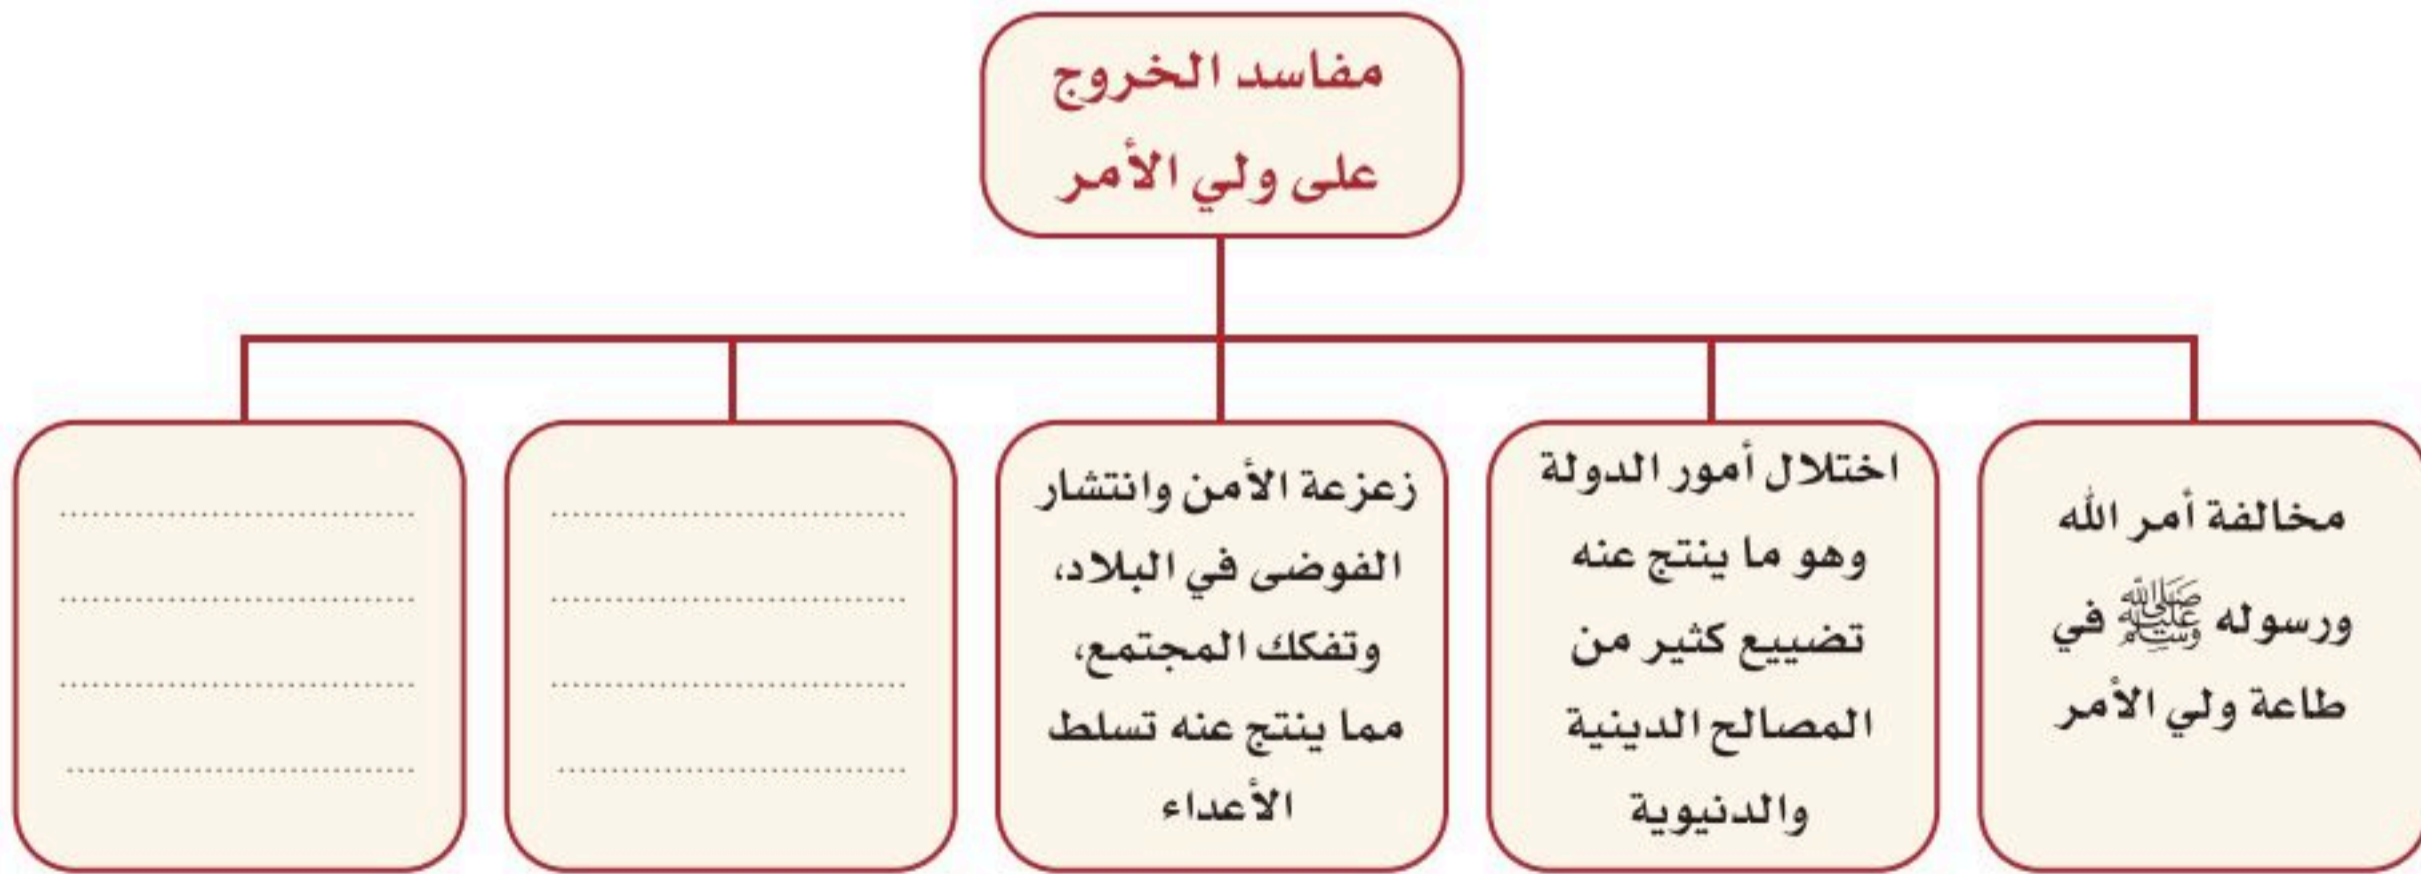 مفاسد الخروج
على ولي الأمر
مخالفة أمر الله
ورسوله ﷺ في
طاعة ولي الأمر
اختلال أمور الدولة
وهو ما ينتج عنه
تضييع كثير من
المصالح الدينية
والدنيوية
زعزعة الأمن وانتشار
الفوضى في البلاد،
وتفكك المجتمع،
مما ينتج عنه تسلط
الأعداء